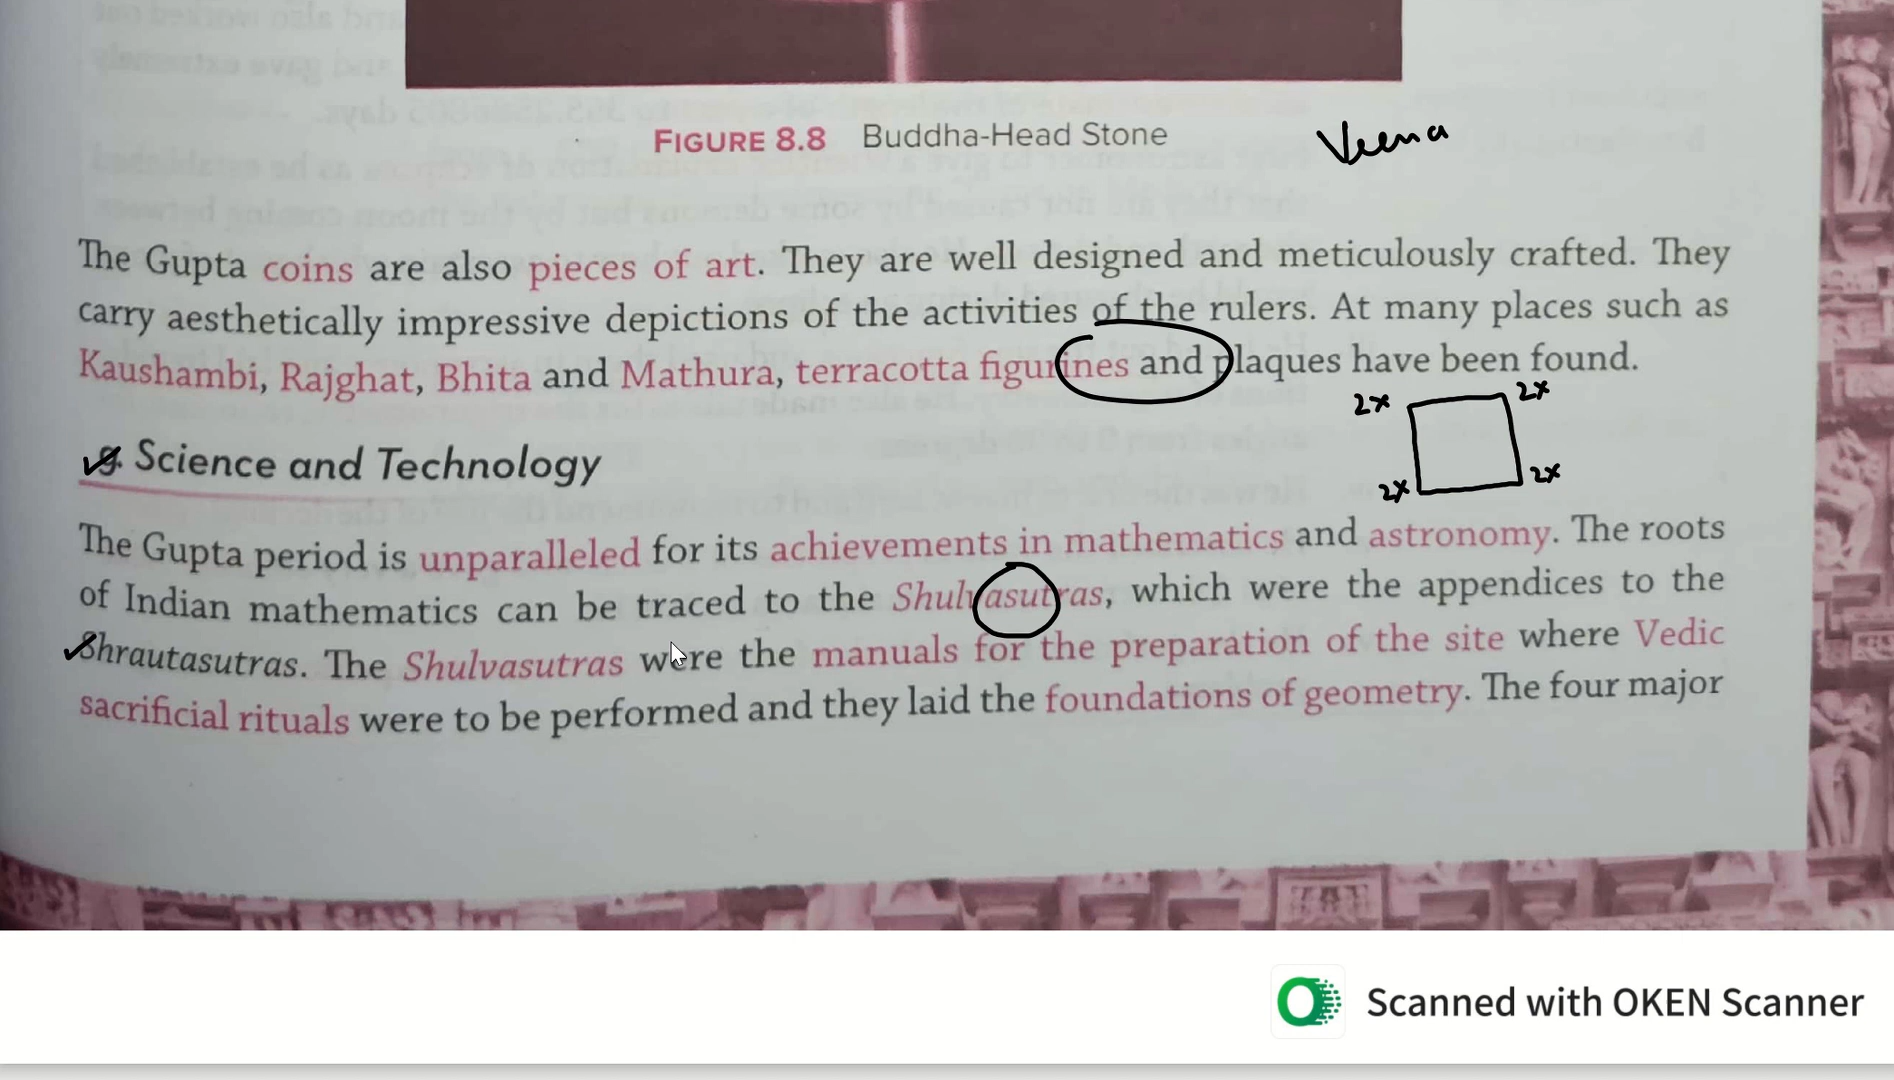 FIGURE 8.8 Buddha-Head Stone
Veena
The Gupta coins are also pieces of art. They are well designed and meticulously crafted. They
carry aesthetically impressive depictions of the activities of the rulers. At many places such as
Kaushambi, Rajghat, Bhita and Mathura, terracotta figurines and plaques have been found.
2x 2x
2x 2x
g. Science and Technology
The Gupta period is unparalleled for its achievements in mathematics and astronomy. The roots
of Indian mathematics can be traced to the Shulvasutras, which were the appendices to the
Shrautasutras. The Shulvasutras were the manuals for the preparation of the site where Vedic
sacrificial rituals were to be performed and they laid the foundations of geometry. The four major
Scanned with OKEN Scanner